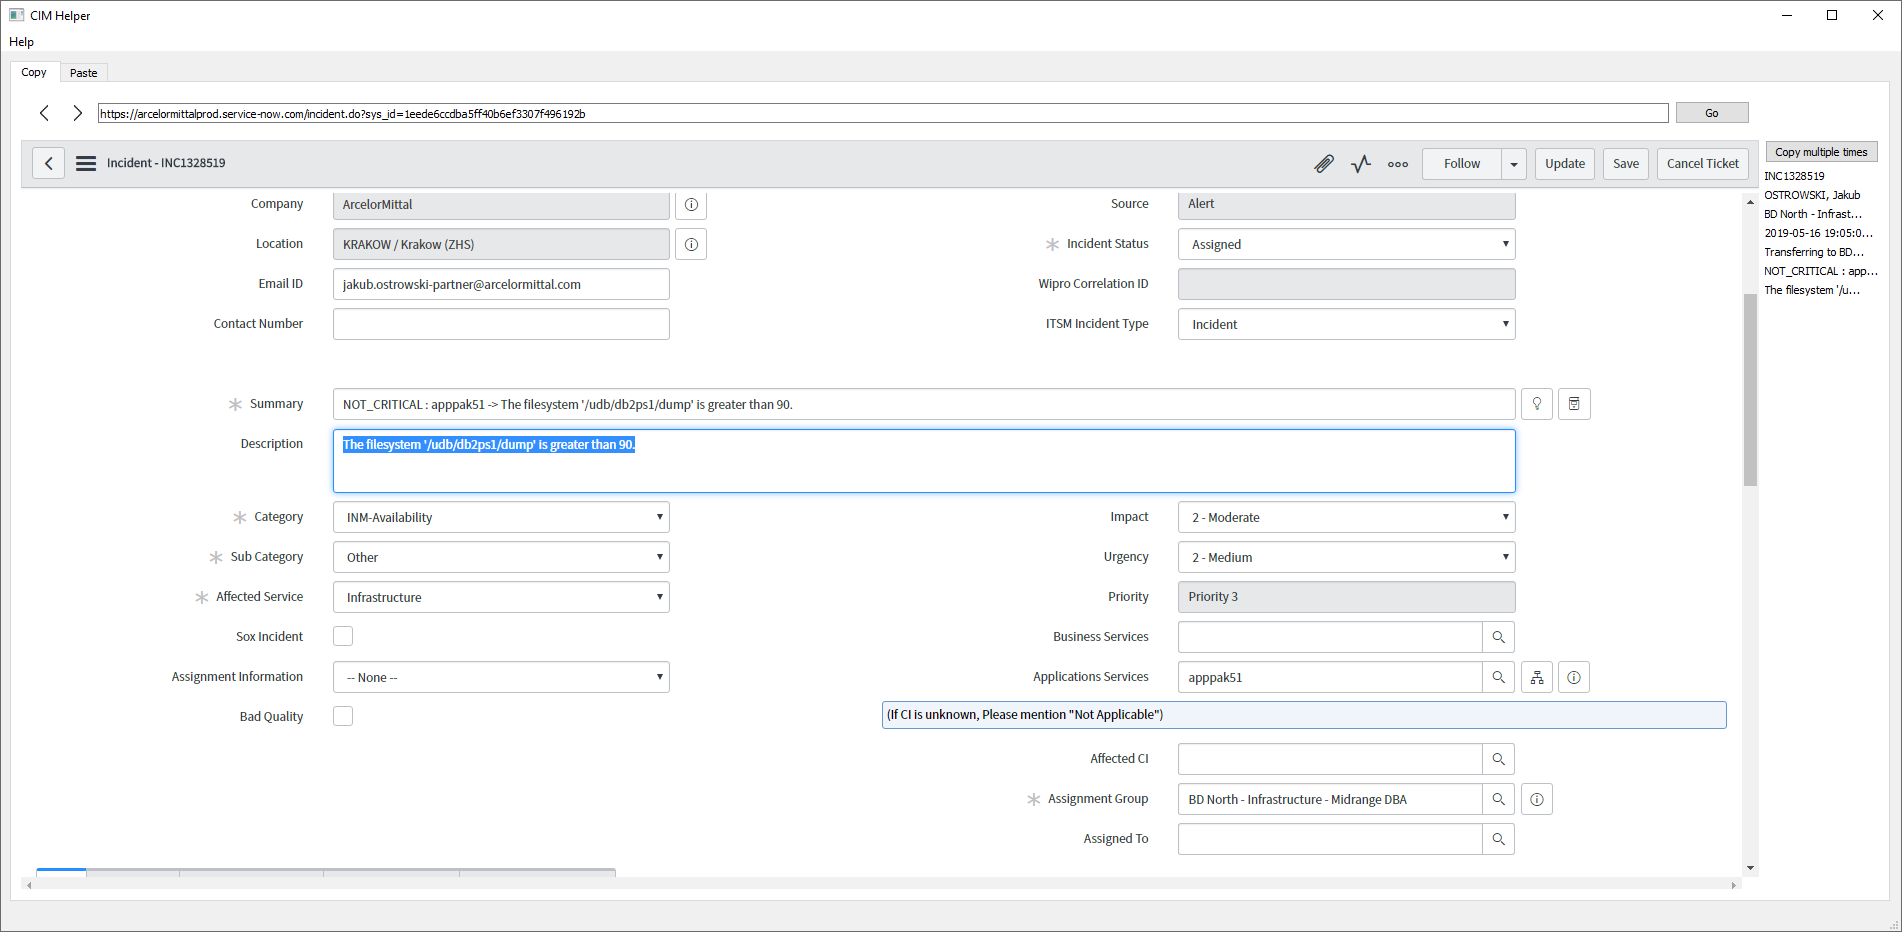 CIM Helper
Help
Copy Paste
https://arcelormittalprod.service-now.com/incident.do?sys_id=1eede6ccdba5ff40b6ef3307f496192b Go
Incident - INC1328519 Follow Update Save Cancel Ticket
Copy multiple times
INC1328519
OSTROWSKI, Jakub
BD North - Infrast...
2019-05-16 19:05:0...
Transferring to BD...
NOT_CRITICAL : app...
The filesystem '/u...
Company ArcelorMittal Source Alert
Location KRAKOW / Krakow (ZHS) Incident Status Assigned
Email ID jakub.ostrowski-partner@arcelormittal.com Wipro Correlation ID
Contact Number ITSM Incident Type Incident
Summary NOT_CRITICAL : apppak51 -> The filesystem '/udb/db2ps1/dump' is greater than 90.
Description The filesystem '/udb/db2ps1/dump' is greater than 90.
Category INM-Availability Impact 2 - Moderate
Sub Category Other Urgency 2 - Medium
Affected Service Infrastructure Priority Priority 3
Sox Incident Business Services
Assignment Information -- None -- Applications Services apppak51
Bad Quality (If CI is unknown, Please mention "Not Applicable")
Affected CI
Assignment Group BD North - Infrastructure - Midrange DBA
Assigned To